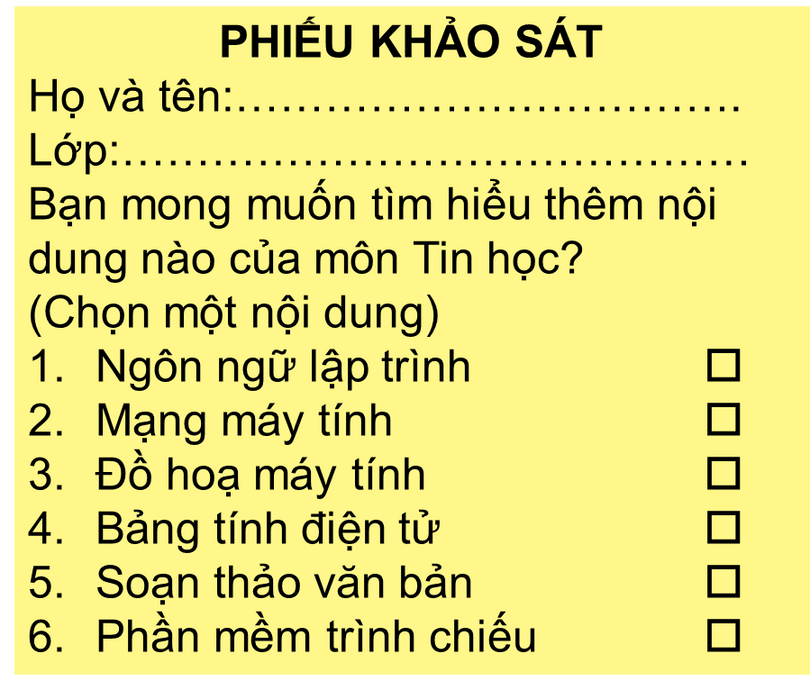 PHIẾU KHẢO SÁT
Họ và tên:..................................
Lớp:..........................................
Bạn mong muốn tìm hiểu thêm nội
dung nào của môn Tin học?
(Chọn một nội dung)
1. Ngôn ngữ lập trình □
2. Mạng máy tính □
3. Đồ hoạ máy tính □
4. Bảng tính điện tử □
5. Soạn thảo văn bản □
6. Phần mềm trình chiếu □